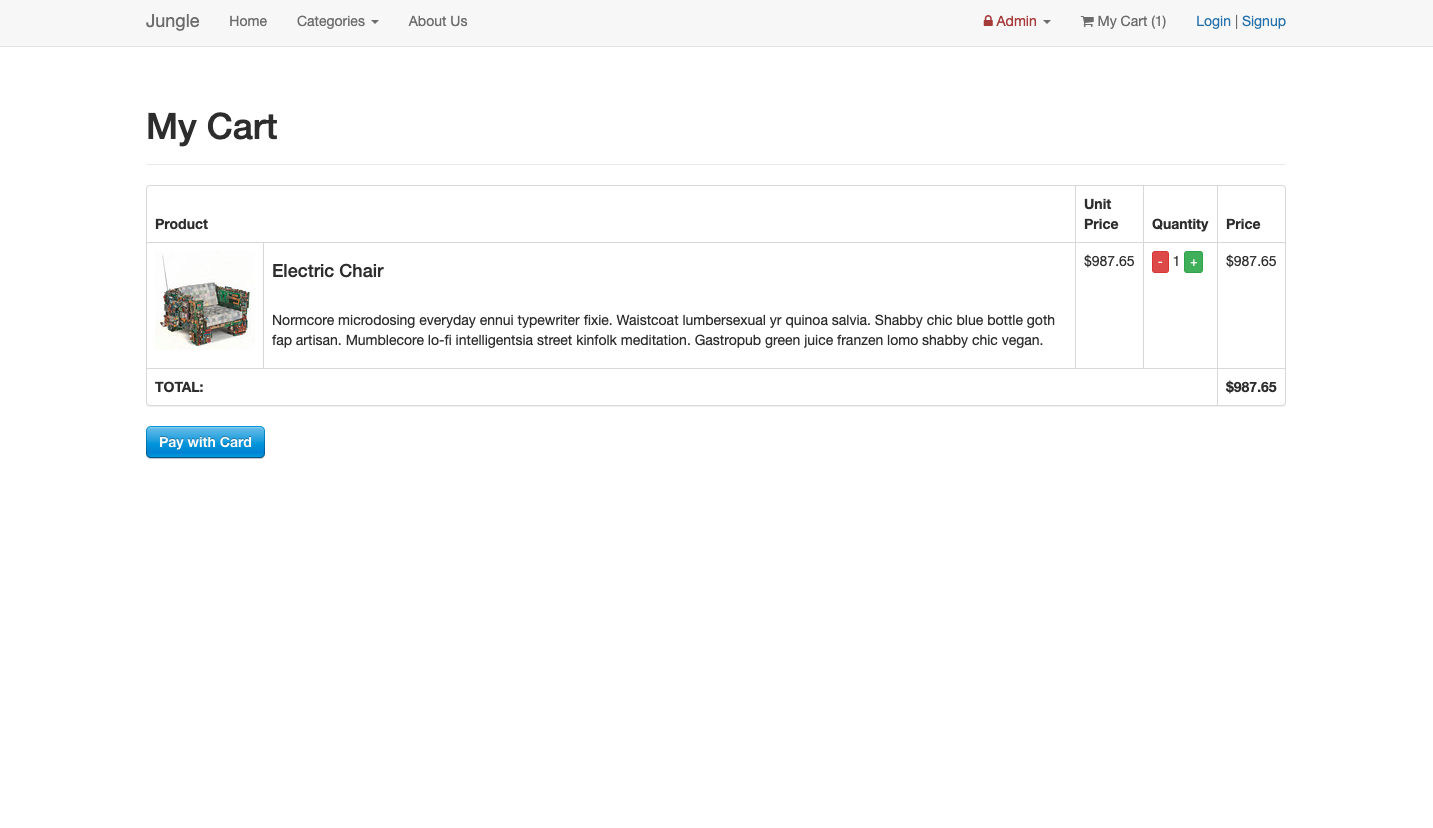 Jungle Home Categories About Us Admin My Cart (1) Login | Signup
My Cart
Product Unit Price Quantity Price
Electric Chair $987.65 - 1 + $987.65
Normcore microdosing everyday ennui typewriter fixie. Waistcoat lumbersexual yr quinoa salvia. Shabby chic blue bottle goth
fap artisan. Mumblecore lo-fi intelligentsia street kinfolk meditation. Gastropub green juice franzen lomo shabby chic vegan.
TOTAL: $987.65
Pay with Card